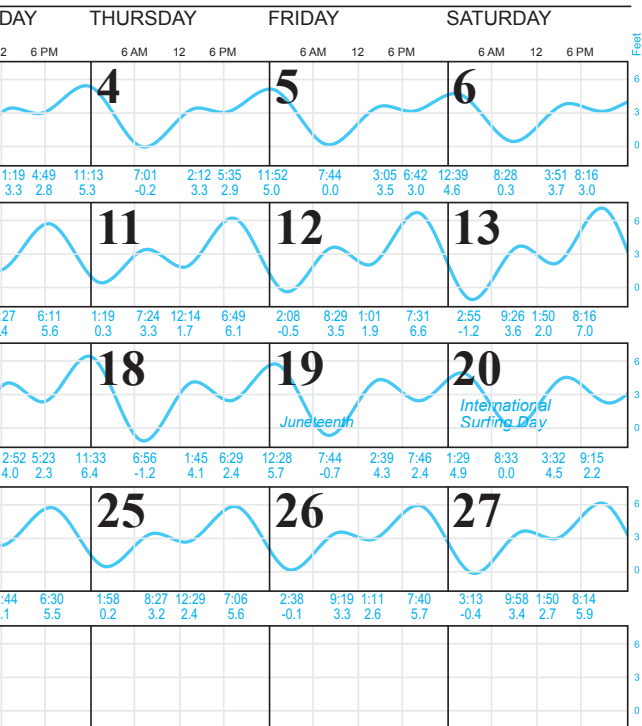 DAY THURSDAY FRIDAY SATURDAY
2 6 PM 6 AM 12 6 PM 6 AM 12 6 PM 6 AM 12 6 PM Feet
4 5 6
6
3
0
1:19 4:49 11:13 7:01 2:12 5:35 11:52 7:44 3:05 6:42 12:39 8:28 3:51 8:16
3.3 2.8 5.3 -0.2 3.3 2.9 5.0 0.0 3.5 3.0 4.6 0.3 3.7 3.0
11 12 13
6
3
0
:27 6:11 1:19 7:24 12:14 6:49 2:08 8:29 1:01 7:31 2:55 9:26 1:50 8:16
.4 5.6 0.3 3.3 1.7 6.1 -0.5 3.5 1.9 6.6 -1.2 3.6 2.0 7.0
18 19 20
6
3
0
International
Juneteenth Surfing Day
2:52 5:23 11:33 6:56 1:45 6:29 12:28 7:44 2:39 7:46 1:29 8:33 3:32 9:15
4.0 2.3 6.4 -1.2 4.1 2.4 5.7 -0.7 4.3 2.4 4.9 0.0 4.5 2.2
25 26 27
6
3
0
:44 6:30 1:58 8:27 12:29 7:06 2:38 9:19 1:11 7:40 3:13 9:58 1:50 8:14
.1 5.5 0.2 3.2 2.4 5.6 -0.1 3.3 2.6 5.7 -0.4 3.4 2.7 5.9
6
3
0